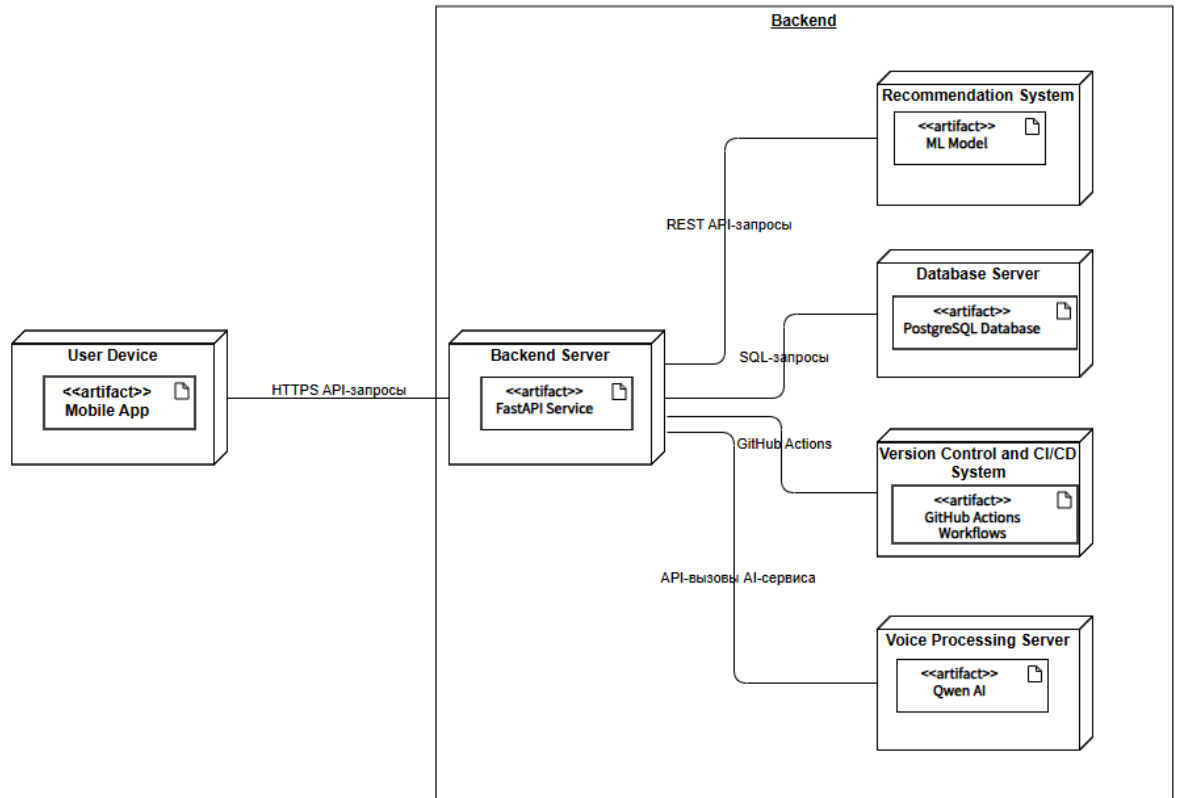 Backend
Recommendation System
<<artifact>>
ML Model
REST API-запросы
Database Server
<<artifact>>
PostgreSQL Database
SQL-запросы
User Device
<<artifact>>
Mobile App
HTTPS API-запросы
Backend Server
<<artifact>>
FastAPI Service
GitHub Actions
Version Control and CI/CD
System
<<artifact>>
GitHub Actions
Workflows
API-вызовы AI-сервиса
Voice Processing Server
<<artifact>>
Qwen AI